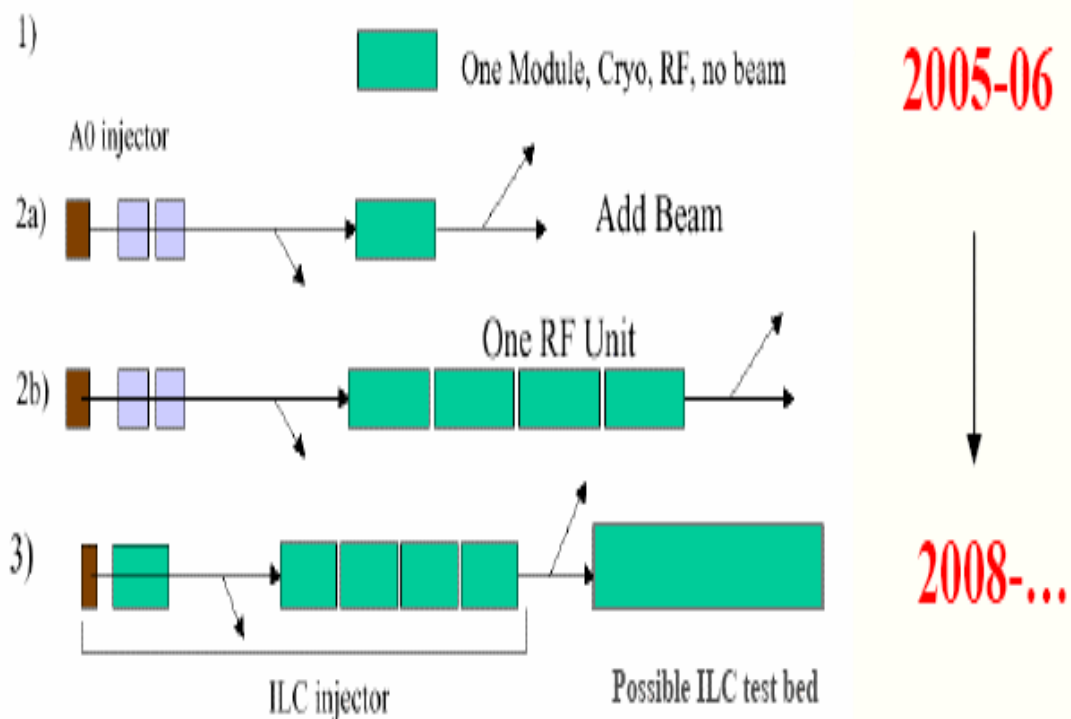 1)
One Module, Cryo, RF, no beam
2005-06
A0 injector
2a)
Add Beam
One RF Unit
2b)
3)
2008-...
ILC injector
Possible ILC test bed